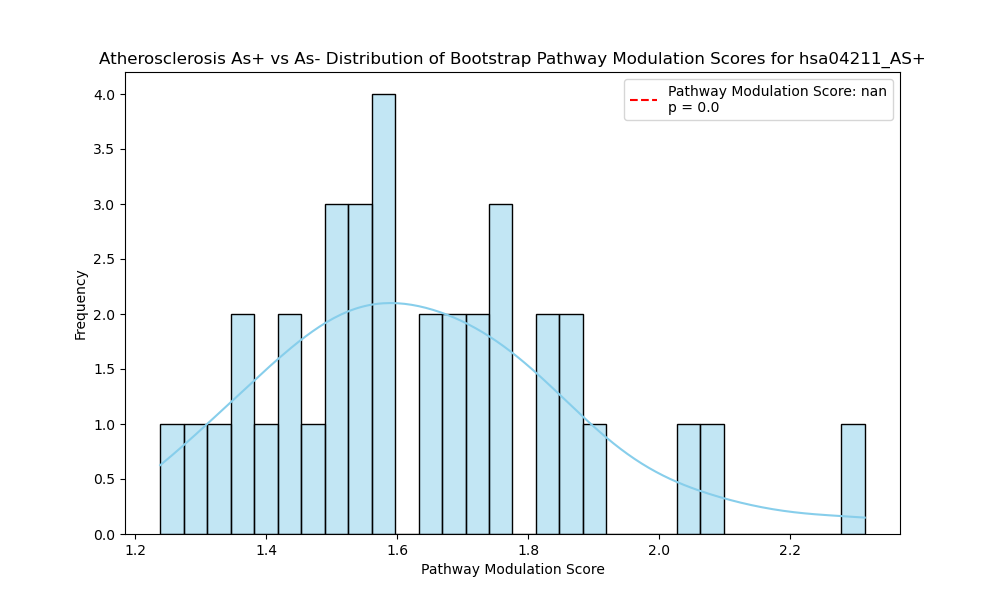 Atherosclerosis As+ vs As- Distribution of Bootstrap Pathway Modulation Scores for hsa04211_AS+
Pathway Modulation Score: nan
p = 0.0
4.0
3.5
3.0
2.5
2.0
1.5
1.0
0.5
0.0
Frequency
1.2 1.4 1.6 1.8 2.0 2.2
Pathway Modulation Score